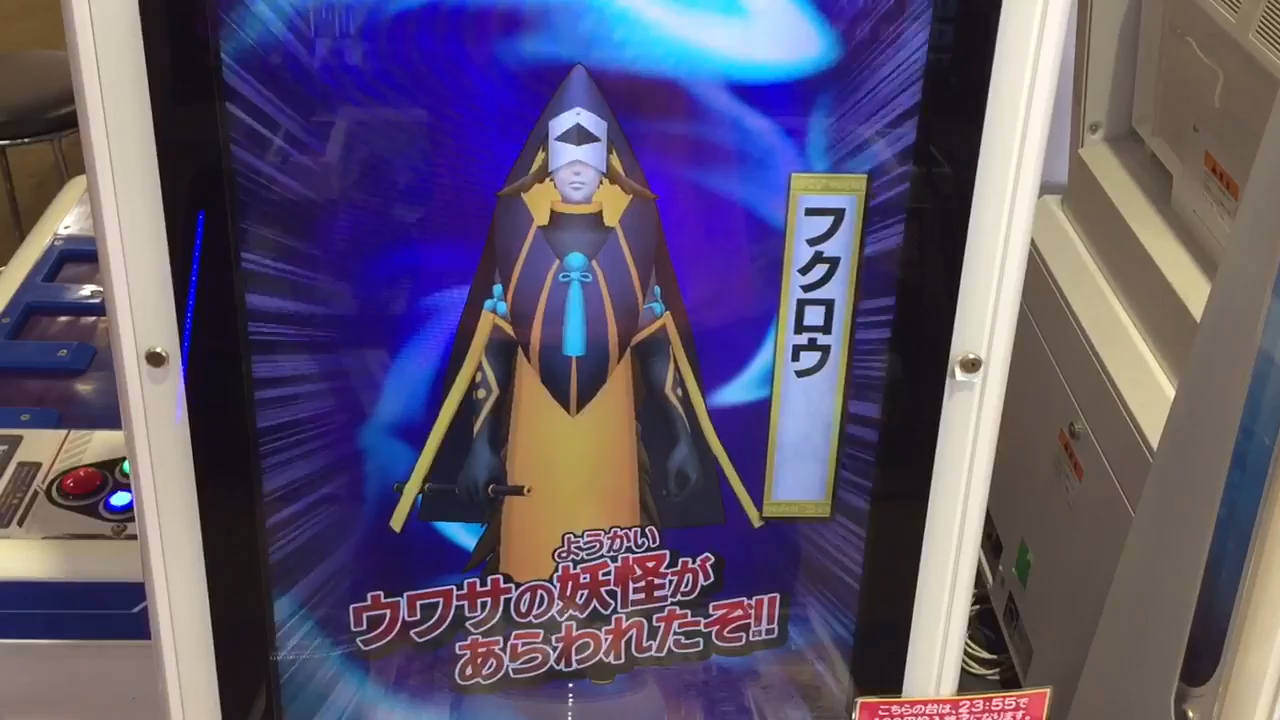 フクロウ
ようかい
ウワサの妖怪が
あらわれたぞ!!
こちらの台は、23:55で